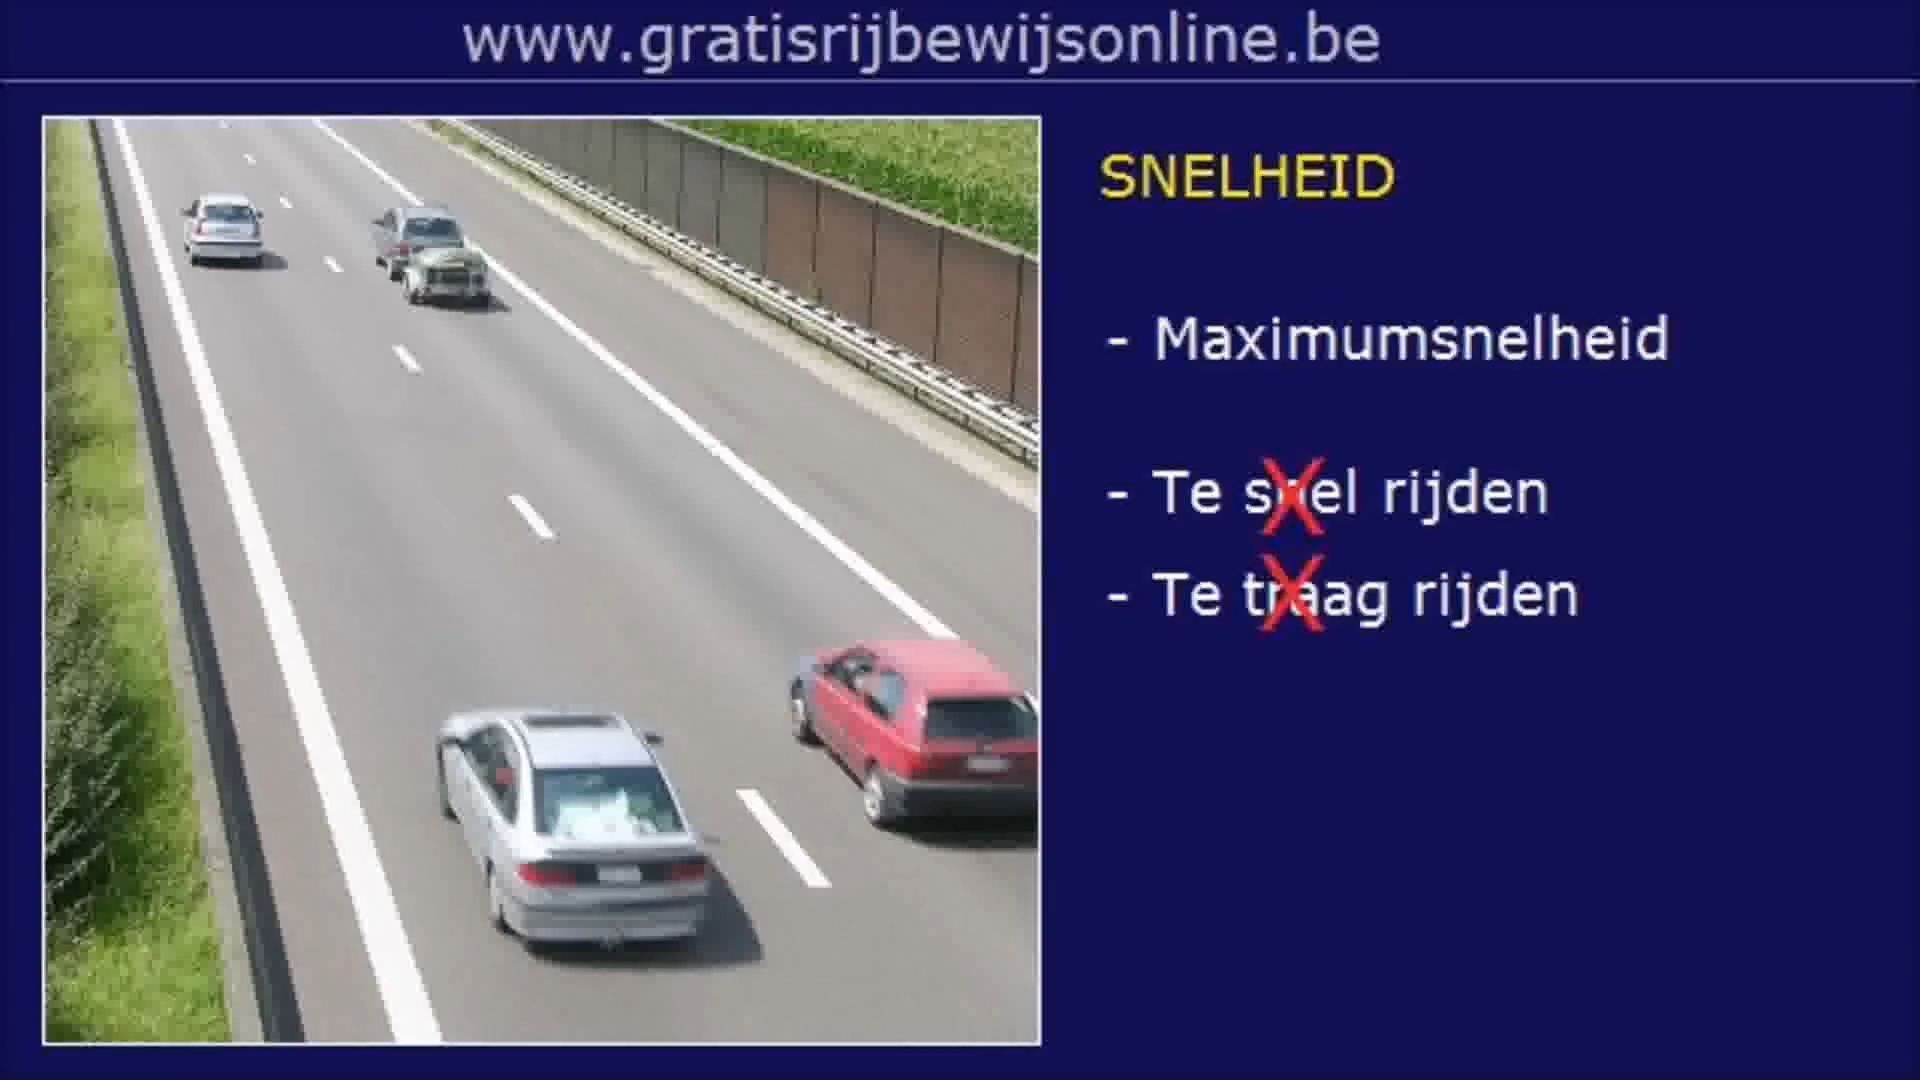 www.gratisrijbewijsonline.be
SNELHEID
- Maximumsnelheid
- Te snel rijden
- Te traag rijden